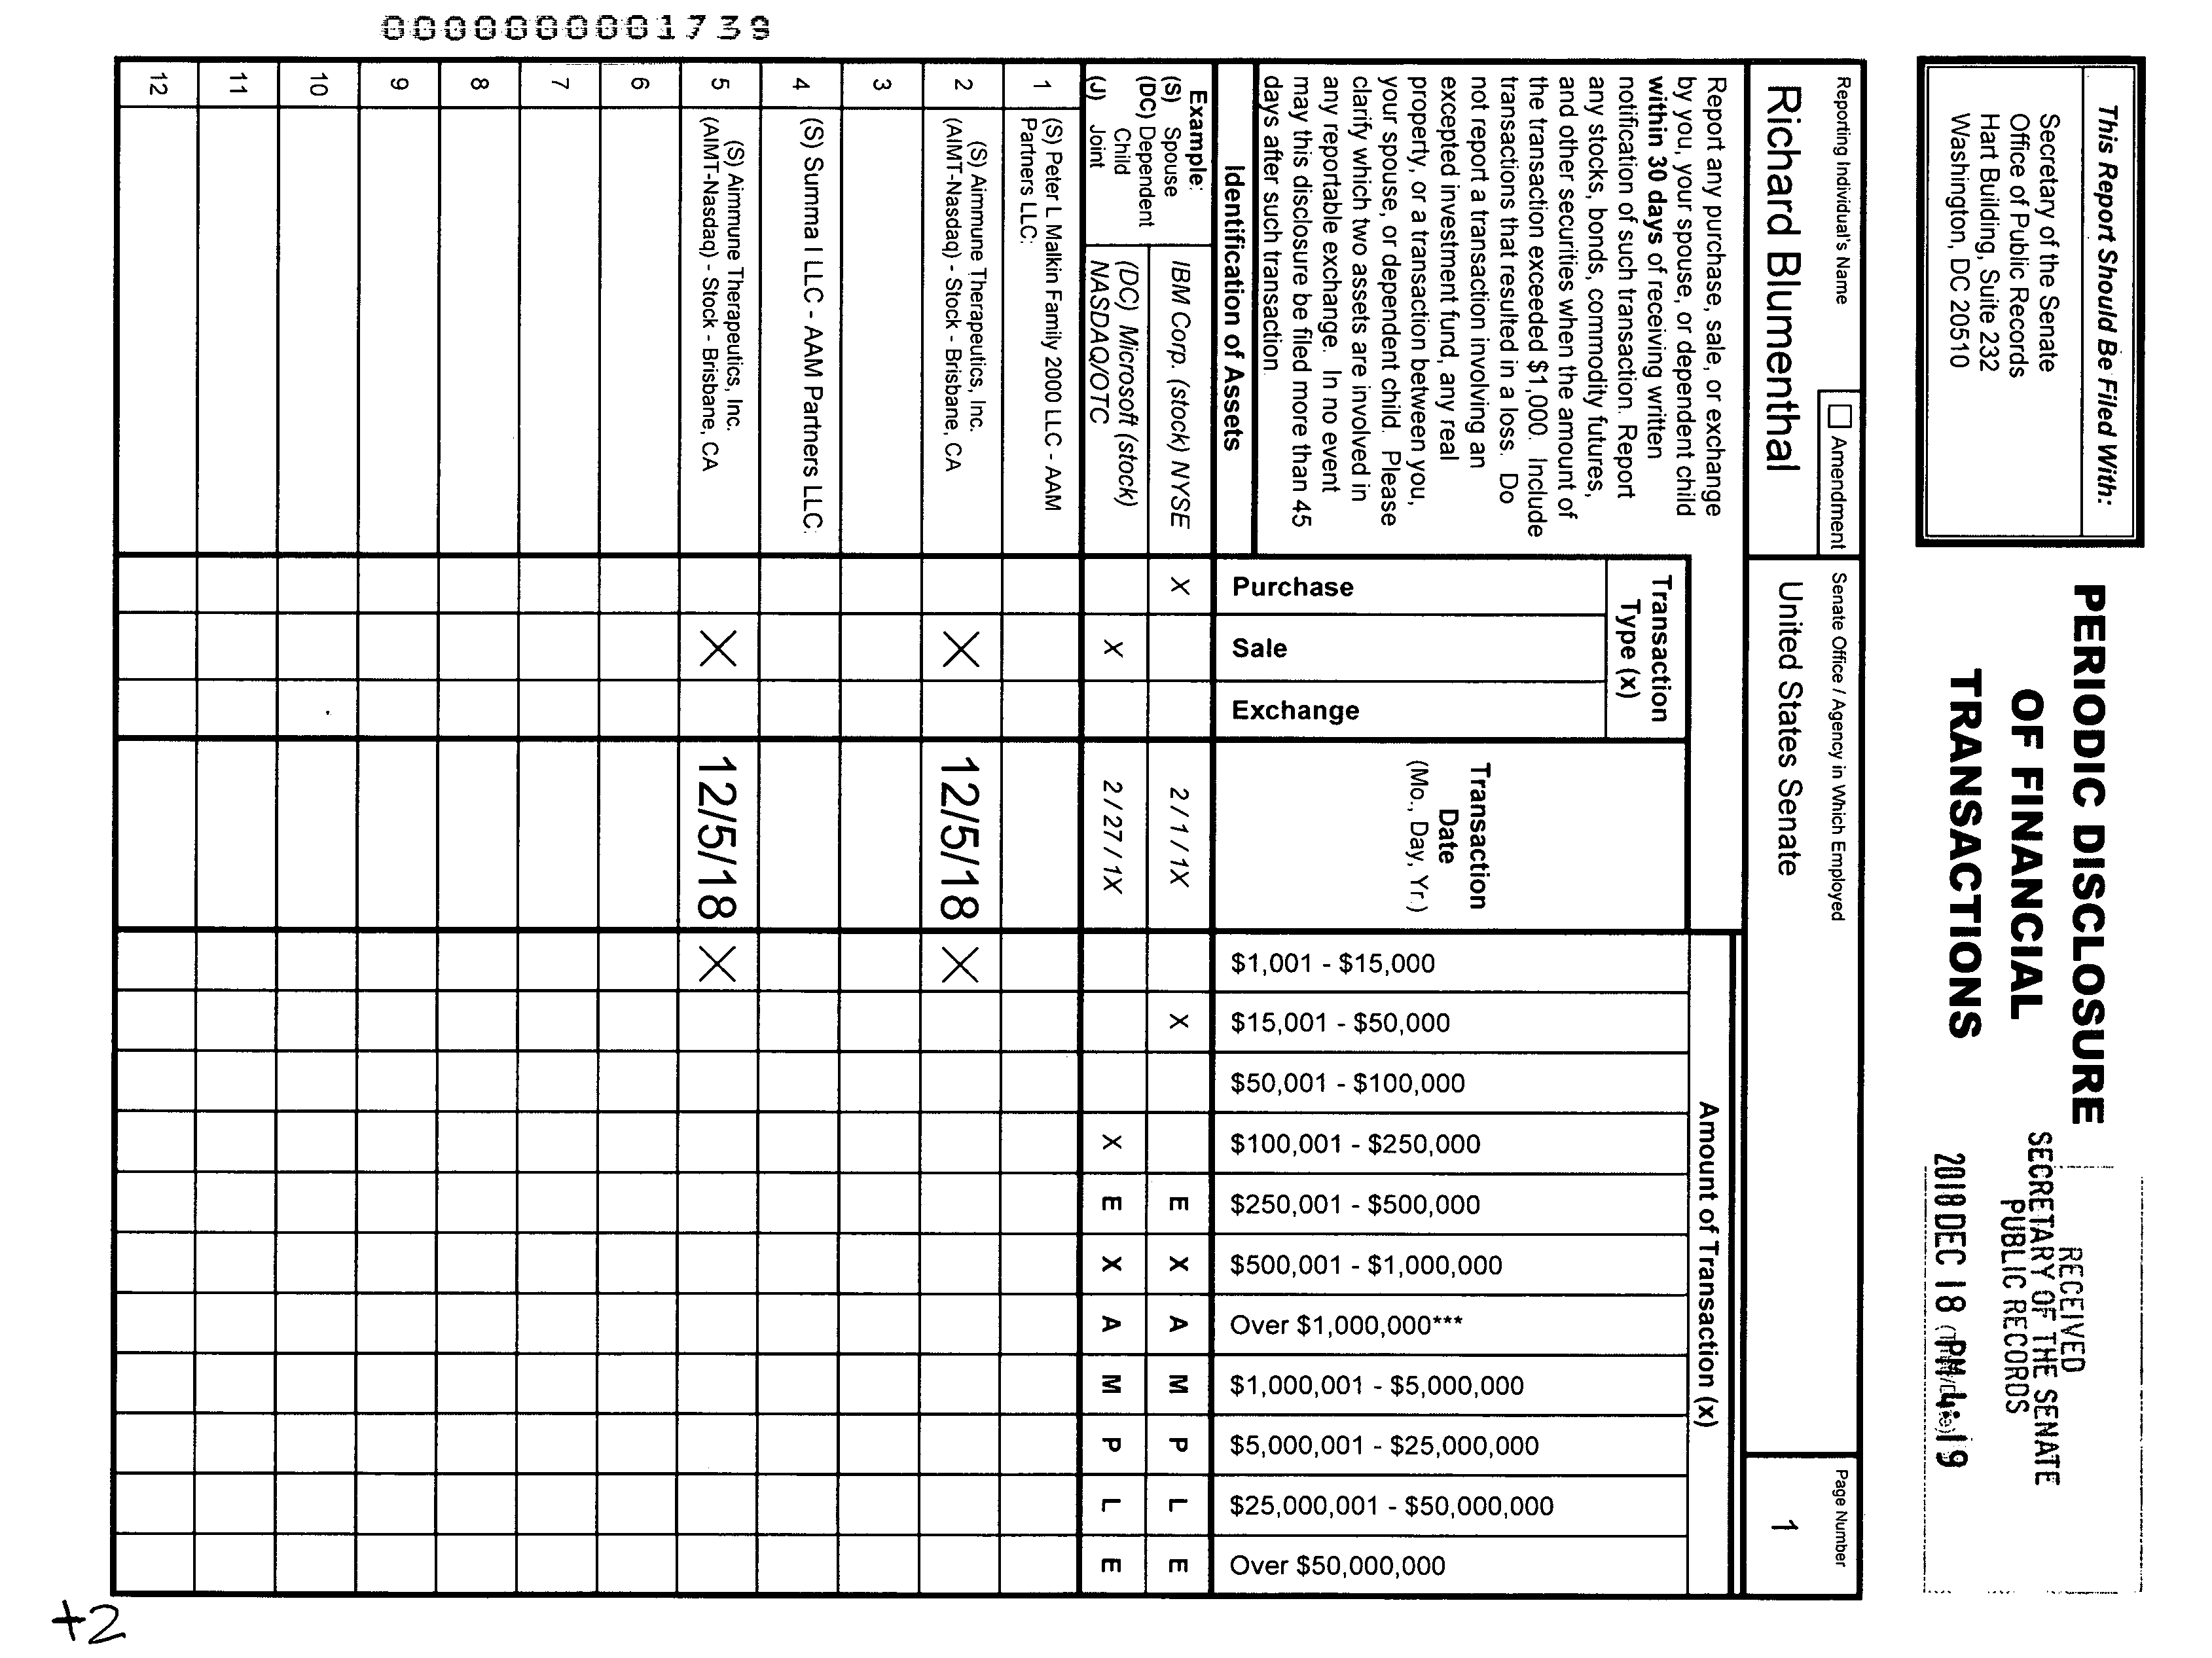 This Report Should Be Filed With:
Secretary of the Senate
Office of Public Records
Hart Building, Suite 232
Washington, DC 20510
PERIODIC DISCLOSURE
OF FINANCIAL
TRANSACTIONS
RECEIVED
SECRETARY OF THE SENATE
PUBLIC RECORDS
2018 DEC 18 PM 4:19
Reporting Individual's Name
Amendment
Senate Office / Agency in Which Employed
Page Number
Richard Blumenthal
United States Senate
1
Report any purchase, sale, or exchange
by you, your spouse, or dependent child
within 30 days of receiving written
notification of such transaction. Report
any stocks, bonds, commodity futures,
and other securities when the amount of
the transaction exceeded $1,000. Include
transactions that resulted in a loss. Do
not report a transaction involving an
excepted investment fund, any real
property, or a transaction between you,
your spouse, or dependent child. Please
clarify which two assets are involved in
any reportable exchange. In no event
may this disclosure be filed more than 45
days after such transaction.
Transaction
Type (x)
Transaction
Date
(Mo., Day, Yr.)
Amount of Transaction (x)
Identification of Assets
Purchase
Sale
Exchange
$1,001 - $15,000
$15,001 - $50,000
$50,001 - $100,000
$100,001 - $250,000
$250,001 - $500,000
$500,001 - $1,000,000
Over $1,000,000***
$1,000,001 - $5,000,000
$5,000,001 - $25,000,000
$25,000,001 - $50,000,000
Over $50,000,000
Example:
(S) Spouse
(DC) Dependent
Child
(J) Joint
IBM Corp. (stock) NYSE X 2 / 1 / 1X X E X A M P L E
(DC) Microsoft (stock)
NASDAQ/OTC X 2 / 27 / 1X X E X A M P L E
1 (S) Peter L Malkin Family 2000 LLC - AAM
Partners LLC:
2 (S) Aimmune Therapeutics, Inc.
(AIMT-Nasdaq) - Stock - Brisbane, CA X 12/5/18 X
3
4 (S) Summa I LLC - AAM Partners LLC:
5 (S) Aimmune Therapeutics, Inc.
(AIMT-Nasdaq) - Stock - Brisbane, CA X 12/5/18 X
6
7
8
9
10
11
12
0000000001739
+2